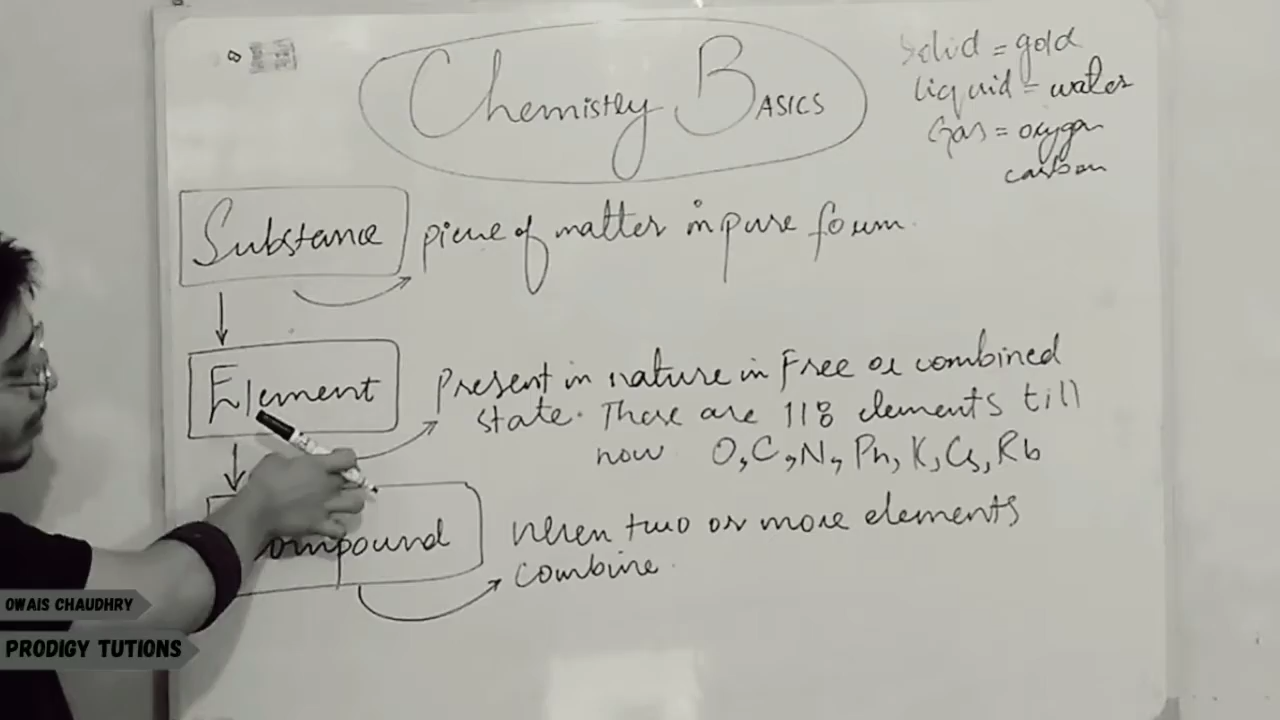 Chemistry BASICS
Solid = gold
liquid = water
Gas = oxygen
carbon
Substance
piece of matter in pure form.
Element
Present in nature in Free or combined
state. There are 118 elements till
now O, C, N, Ph, K, Cs, Rb
ompound
When two or more elements
combine.
OWAIS CHAUDHRY
PRODIGY TUTIONS